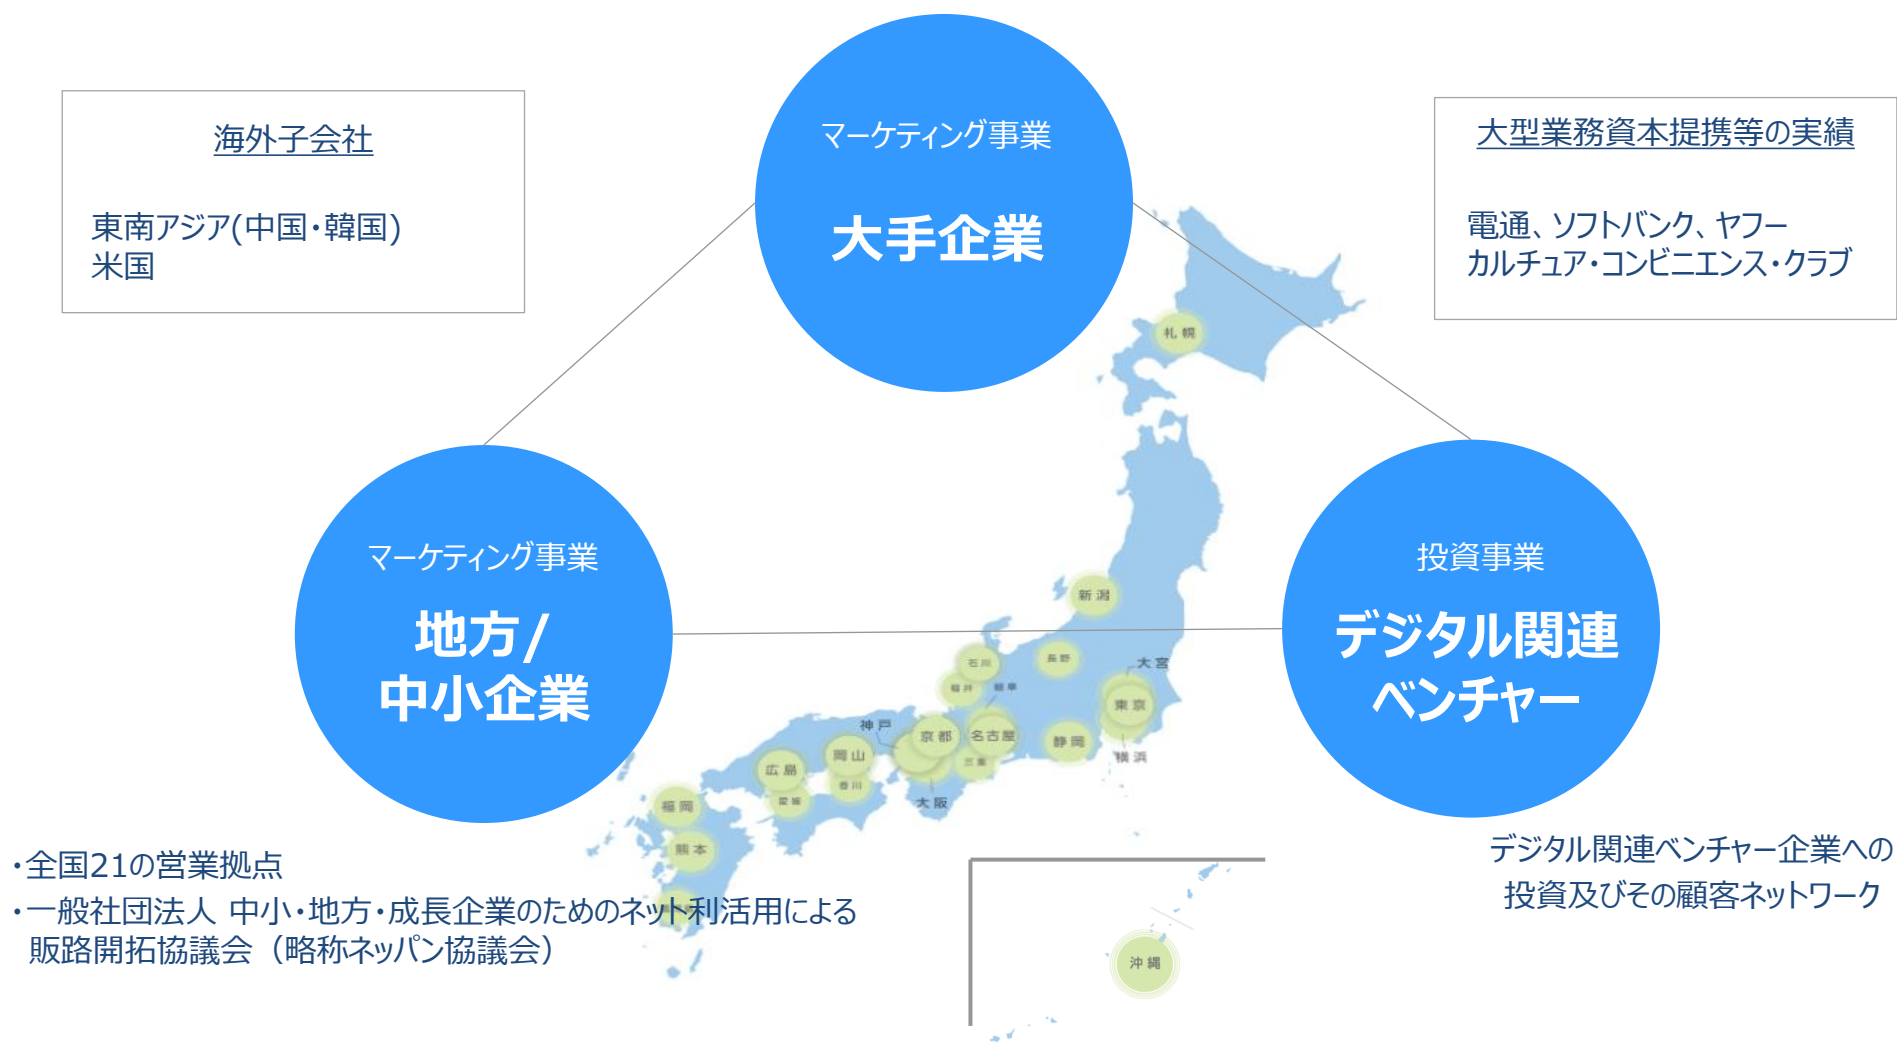 マーケティング事業
大手企業
海外子会社
東南アジア(中国・韓国)
米国
大型業務資本提携等の実績
電通、ソフトバンク、ヤフー
カルチュア・コンビニエンス・クラブ
マーケティング事業
地方/
中小企業
投資事業
デジタル関連
ベンチャー
札幌
新潟
石川
長野
大宮
福井
岐阜
東京
神戸
京都
名古屋
静岡
横浜
岡山
三重
広島
香川
愛媛
大阪
福岡
熊本
沖縄
・全国21の営業拠点
・一般社団法人 中小・地方・成長企業のためのネット利活用による
販路開拓協議会(略称ネッパン協議会)
デジタル関連ベンチャー企業への
投資及びその顧客ネットワーク